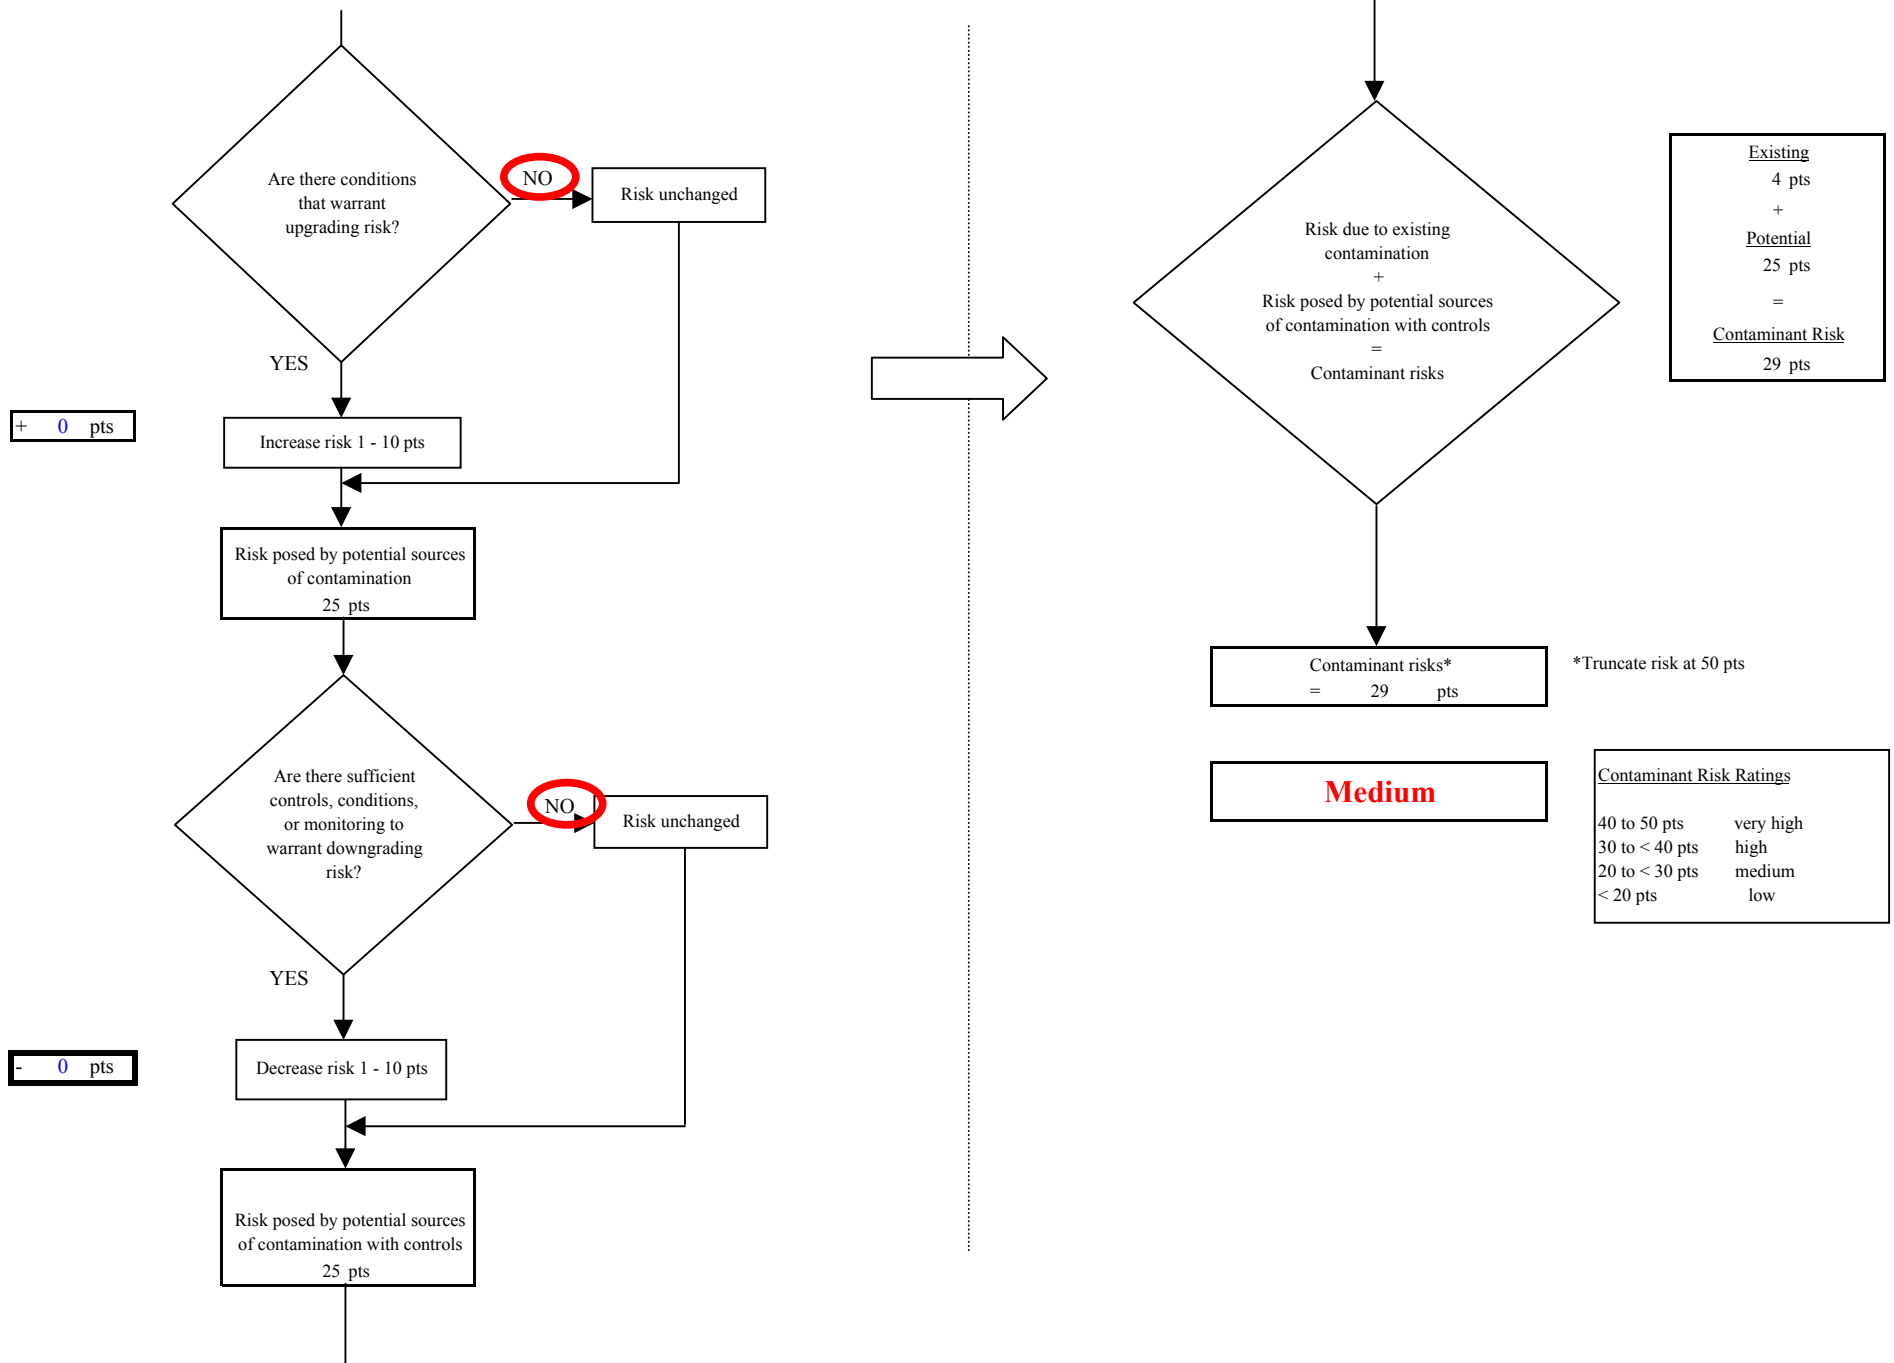 Are there conditions
that warrant
upgrading risk?
NO
Risk unchanged
YES
+ 0 pts
Increase risk 1 - 10 pts
Risk posed by potential sources
of contamination
25 pts
Are there sufficient
controls, conditions,
or monitoring to
warrant downgrading
risk?
NO
Risk unchanged
YES
- 0 pts
Decrease risk 1 - 10 pts
Risk posed by potential sources
of contamination with controls
25 pts
Risk due to existing
contamination
+
Risk posed by potential sources
of contamination with controls
=
Contaminant risks
Existing
4 pts
+
Potential
25 pts
=
Contaminant Risk
29 pts
Contaminant risks*
= 29 pts
*Truncate risk at 50 pts
Medium
Contaminant Risk Ratings
40 to 50 pts very high
30 to < 40 pts high
20 to < 30 pts medium
< 20 pts low